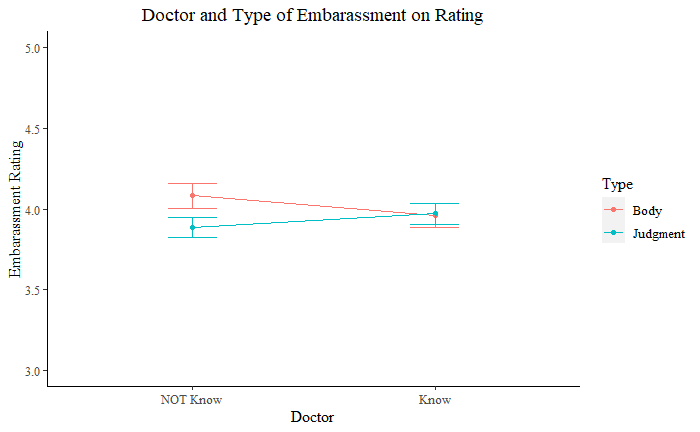 Doctor and Type of Embarassment on Rating
5.0
4.5
4.0
3.5
3.0
Embarassment Rating
NOT Know
Know
Doctor
Type
Body
Judgment